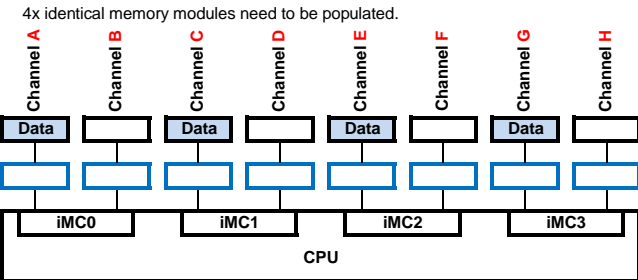 4x identical memory modules need to be populated.
Channel A Channel B Channel C Channel D Channel E Channel F Channel G Channel H
Data Data Data Data
iMC0 iMC1 iMC2 iMC3
CPU